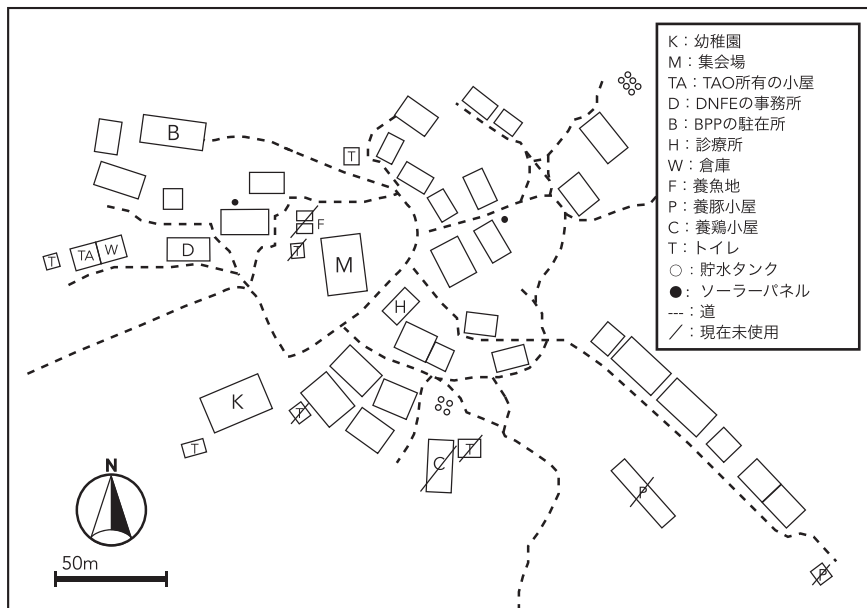 K：幼稚園
M：集会場
TA：TAO所有の小屋
D：DNFEの事務所
B：BPPの駐在所
H：診療所
W：倉庫
F：養魚地
P：養豚小屋
C：養鶏小屋
T：トイレ
○：貯水タンク
●：ソーラーパネル
---：道
／：現在未使用
B
T
F
T
T
TA
W
D
M
H
K
T
T
C
T
P
P
N
50m